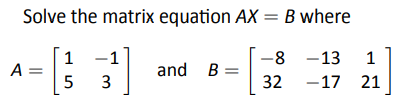 Solve the matrix equation AX = B where
A = [1 −1; 5 3] and B = [−8 −13 1; 32 −17 21]